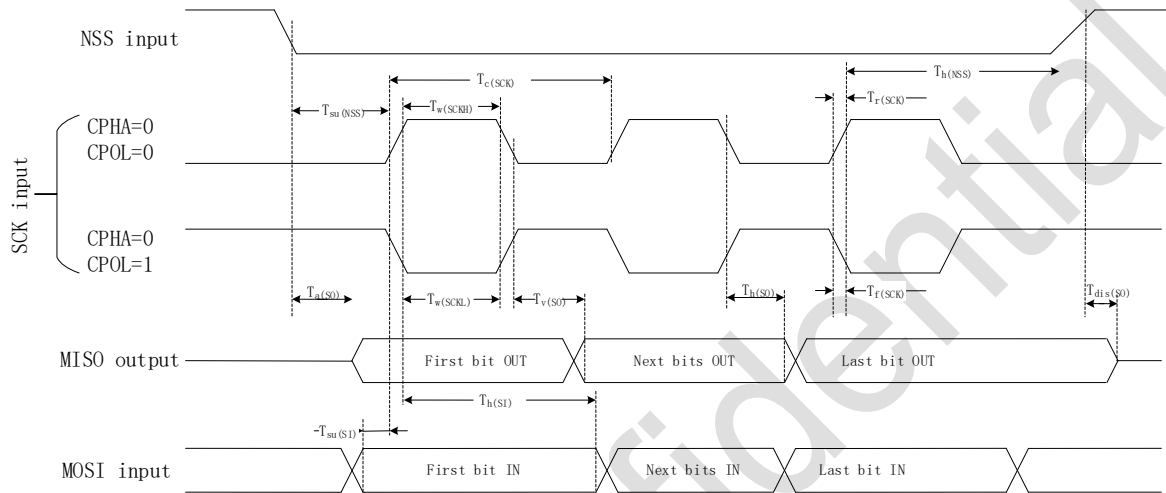 NSS input
Tc(SCK)
Th(NSS)
Tsu(NSS)
Tw(SCKH)
Tr(SCK)
SCK input
CPHA=0
CPOL=0
CPHA=0
CPOL=1
Ta(SO)
Tw(SCKL)
Tv(SO)
Th(SO)
Tf(SCK)
Tdis(SO)
MISO output
First bit OUT
Next bits OUT
Last bit OUT
Th(SI)
Tsu(SI)
MOSI input
First bit IN
Next bits IN
Last bit IN
fidential